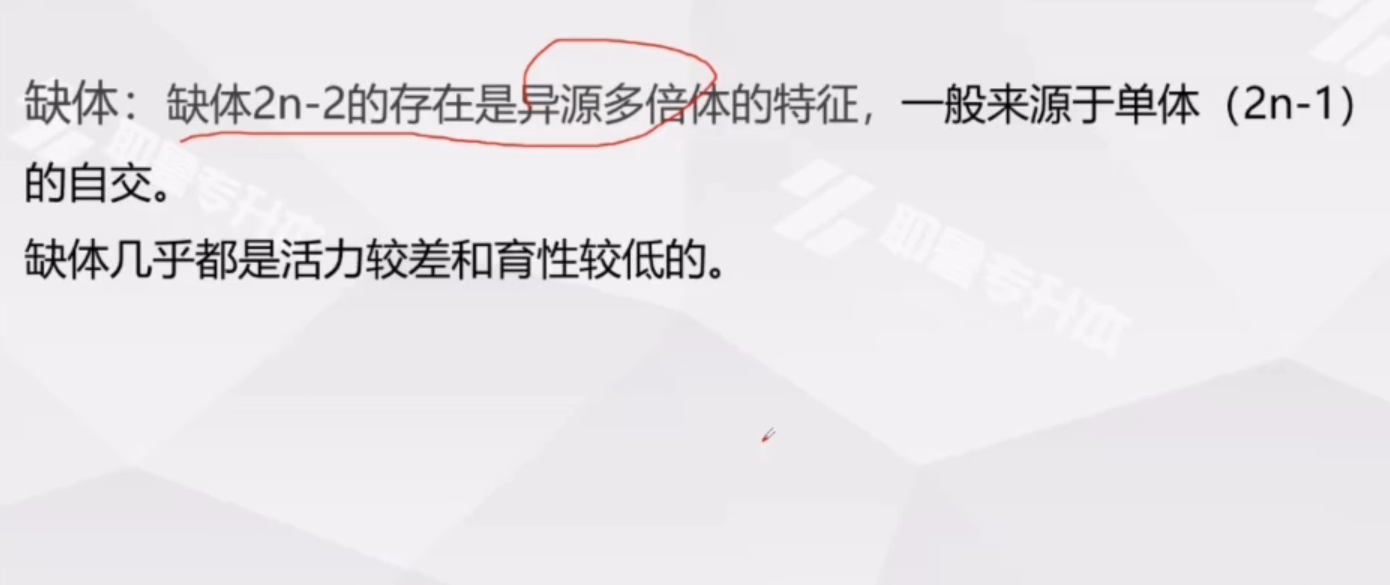 缺体：缺体2n-2的存在是异源多倍体的特征，一般来源于单体（2n-1）
的自交。
缺体几乎都是活力较差和育性较低的。